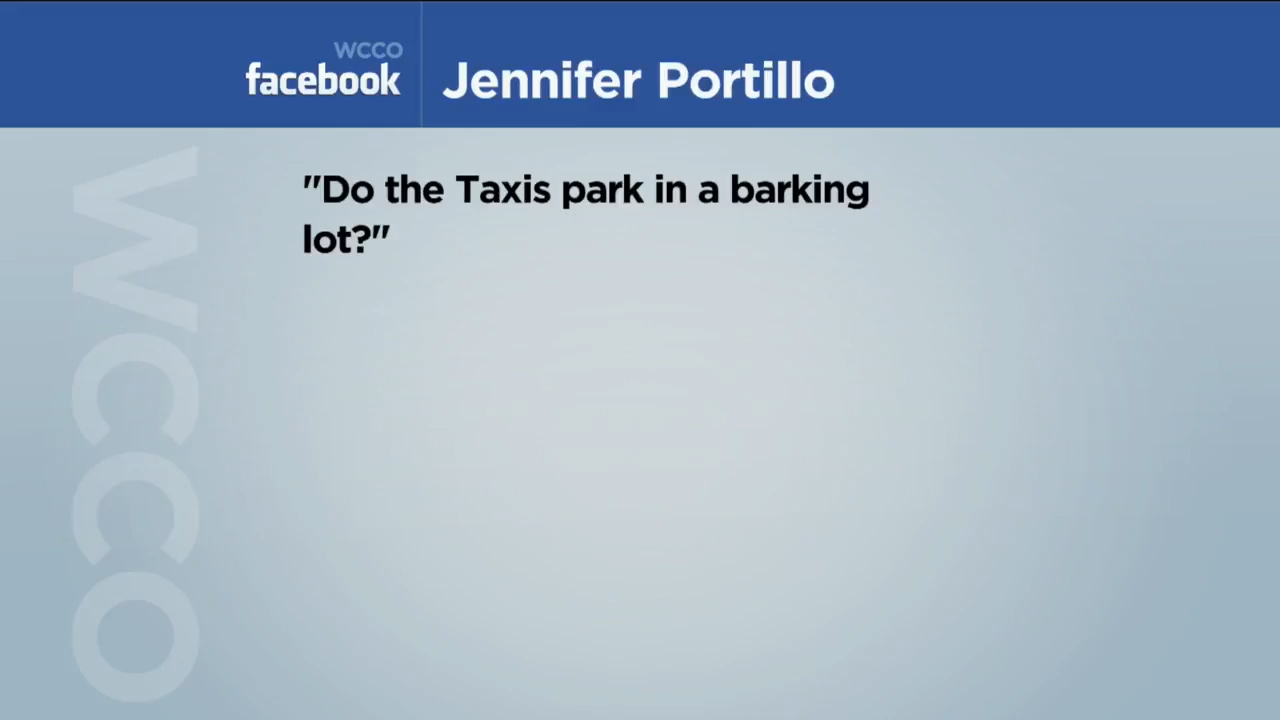 WCCO
facebook
Jennifer Portillo
"Do the Taxis park in a barking
lot?"
WCCO